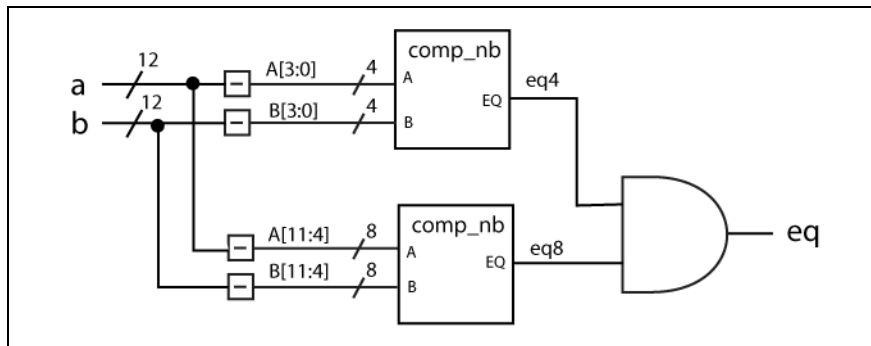 12
a
A[3:0]
4
12
b
B[3:0]
4
comp_nb
A
EQ
B
eq4
A[11:4]
8
B[11:4]
8
comp_nb
A
EQ
B
eq8
eq